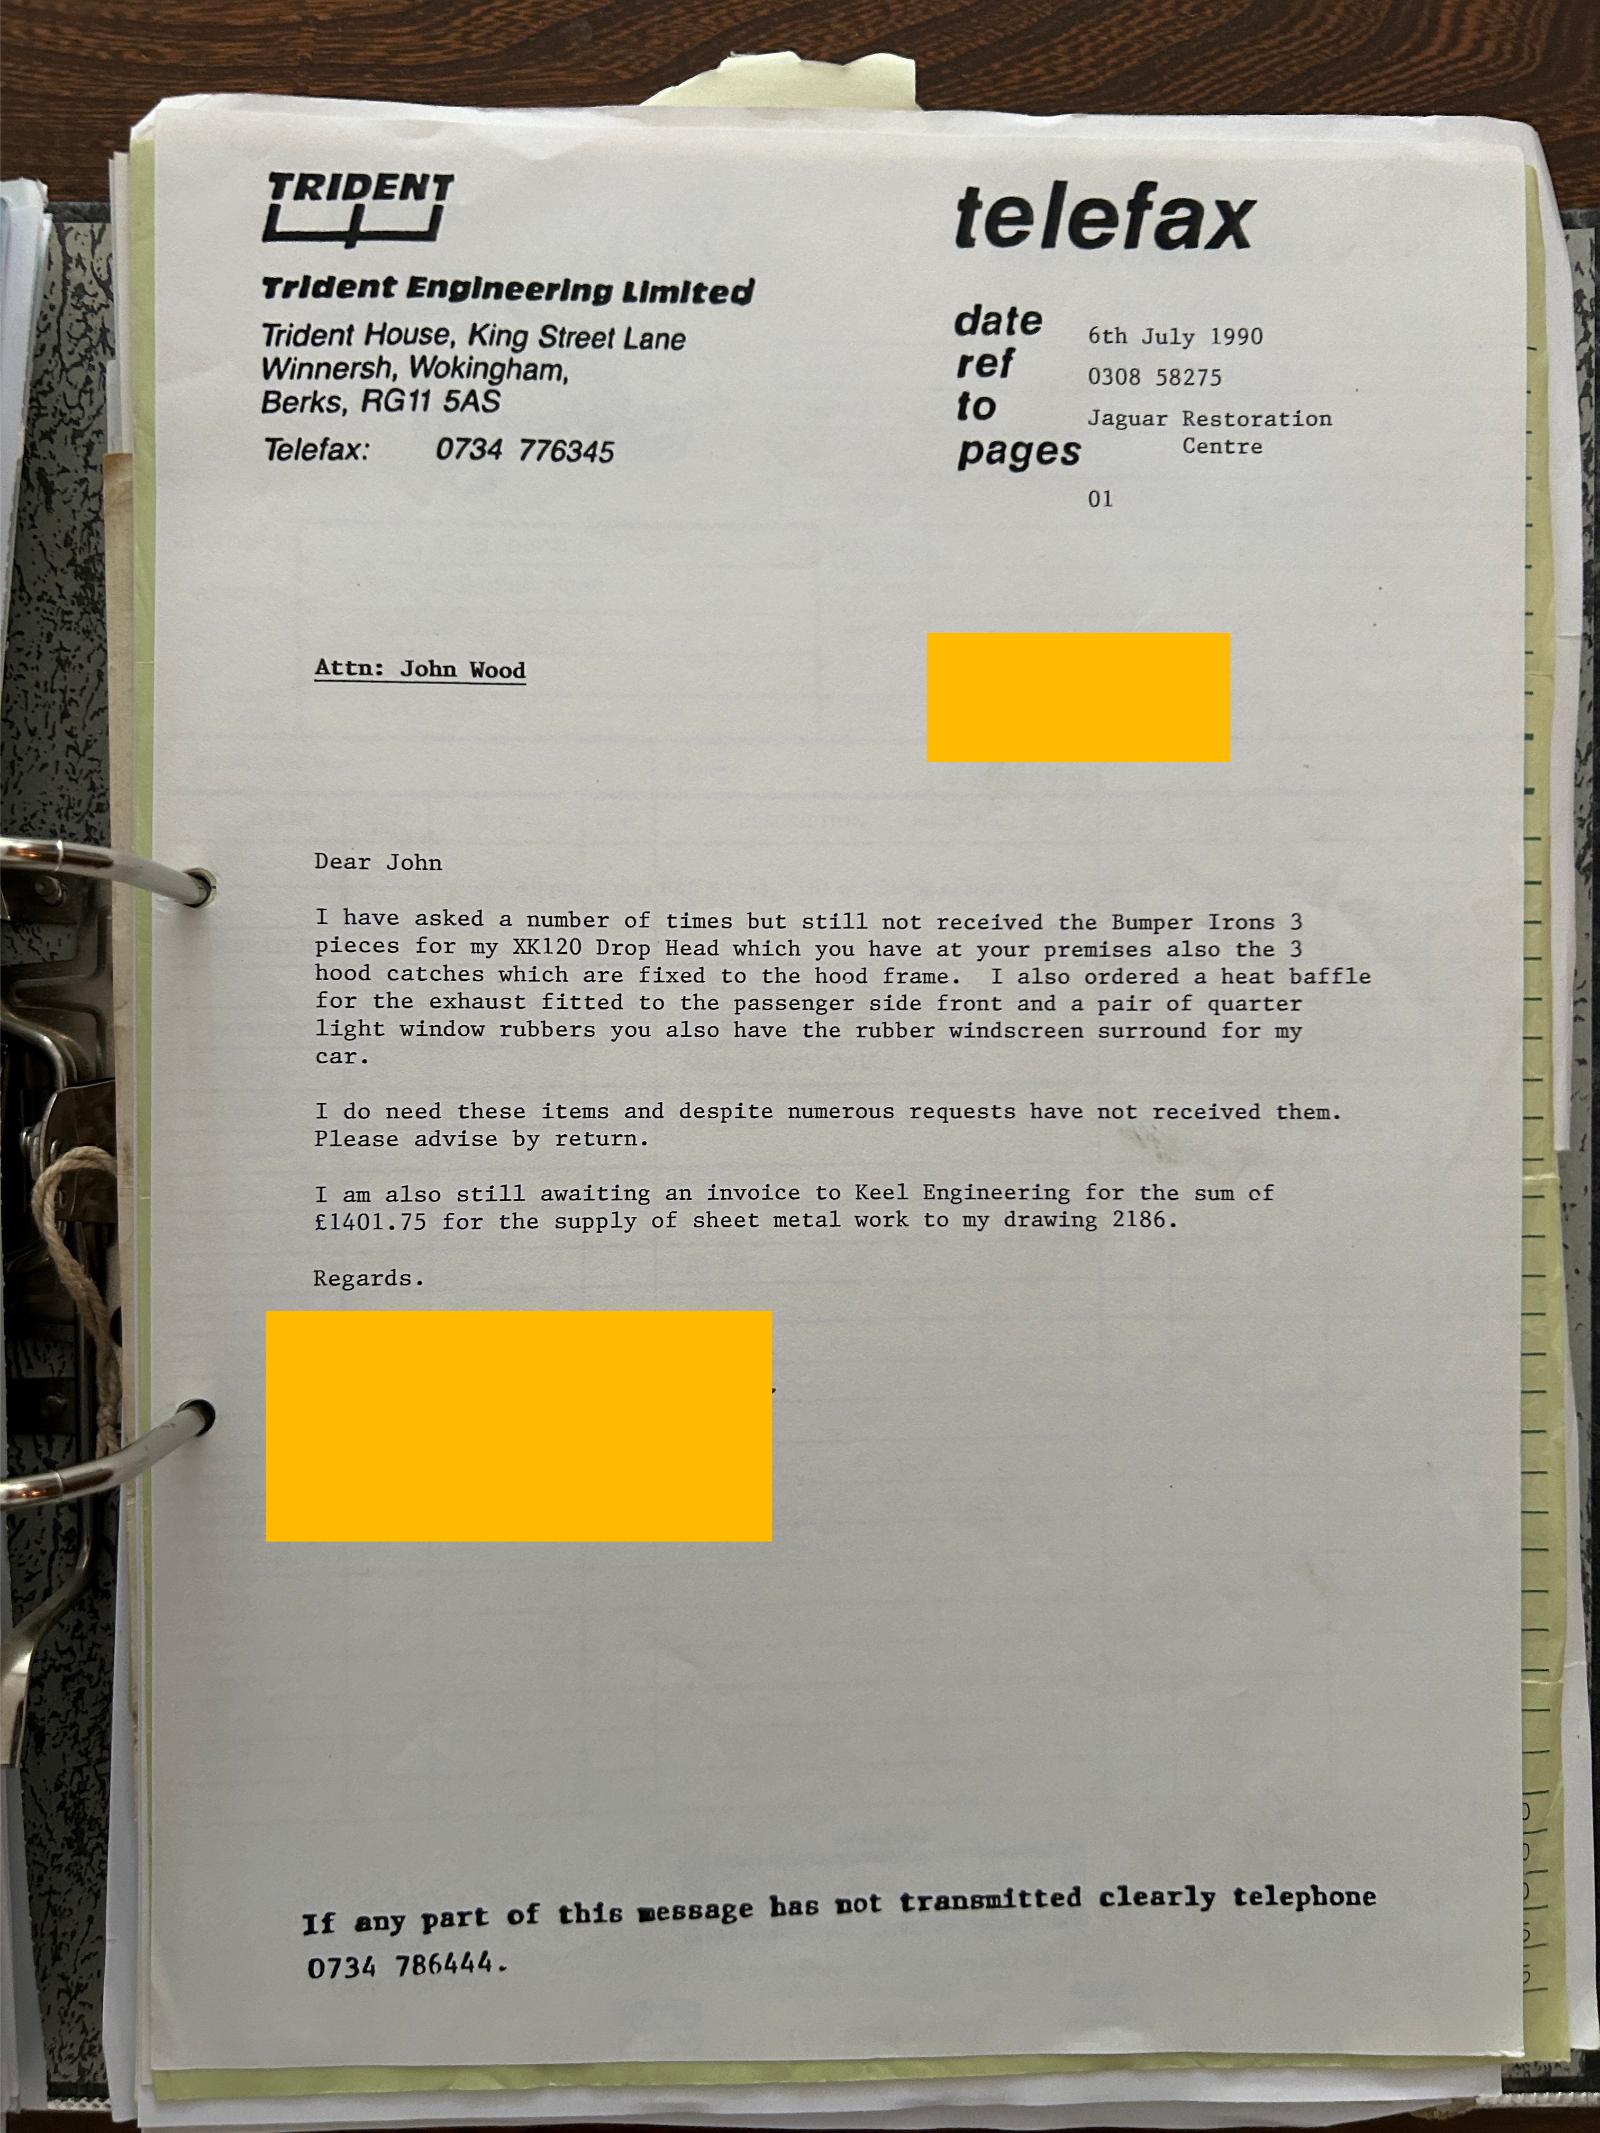 TRIDENT
telefax
Trident Engineering Limited
Trident House, King Street Lane
Winnersh, Wokingham,
Berks, RG11 5AS
Telefax: 0734 776345
date 6th July 1990
ref 0308 58275
to Jaguar Restoration
Centre
pages 01
Attn: John Wood
Dear John
I have asked a number of times but still not received the Bumper Irons 3
pieces for my XK120 Drop Head which you have at your premises also the 3
hood catches which are fixed to the hood frame. I also ordered a heat baffle
for the exhaust fitted to the passenger side front and a pair of quarter
light window rubbers you also have the rubber windscreen surround for my
car.
I do need these items and despite numerous requests have not received them.
Please advise by return.
I am also still awaiting an invoice to Keel Engineering for the sum of
£1401.75 for the supply of sheet metal work to my drawing 2186.
Regards.
If any part of this message has not transmitted clearly telephone
0734 786444.